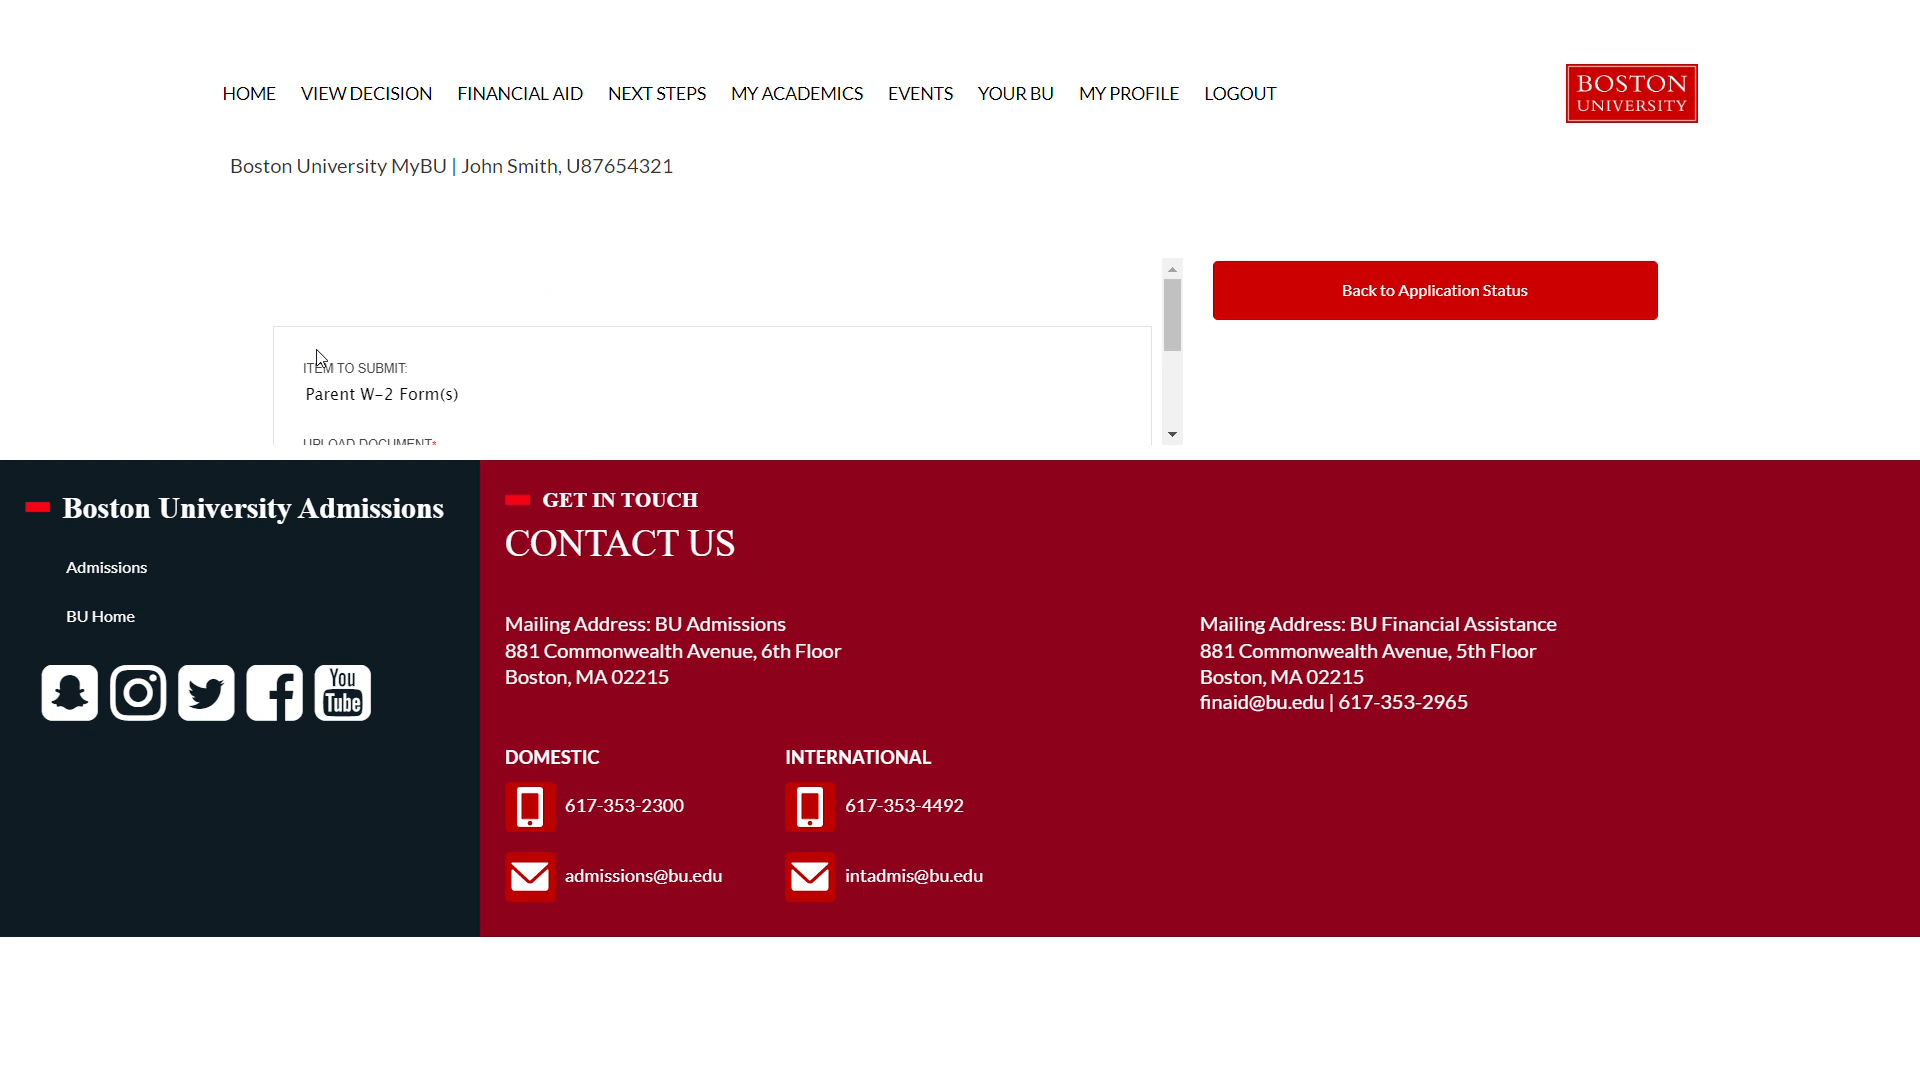 HOME VIEW DECISION FINANCIAL AID NEXT STEPS MY ACADEMICS EVENTS YOUR BU MY PROFILE LOGOUT
BOSTON
UNIVERSITY
Boston University MyBU | John Smith, U87654321
Back to Application Status
ITEM TO SUBMIT:
Parent W-2 Form(s)
UPLOAD DOCUMENT*
Boston University Admissions
Admissions
BU Home
You
Tube
GET IN TOUCH
CONTACT US
Mailing Address: BU Admissions
881 Commonwealth Avenue, 6th Floor
Boston, MA 02215
Mailing Address: BU Financial Assistance
881 Commonwealth Avenue, 5th Floor
Boston, MA 02215
finaid@bu.edu | 617-353-2965
DOMESTIC
617-353-2300
admissions@bu.edu
INTERNATIONAL
617-353-4492
intadmis@bu.edu